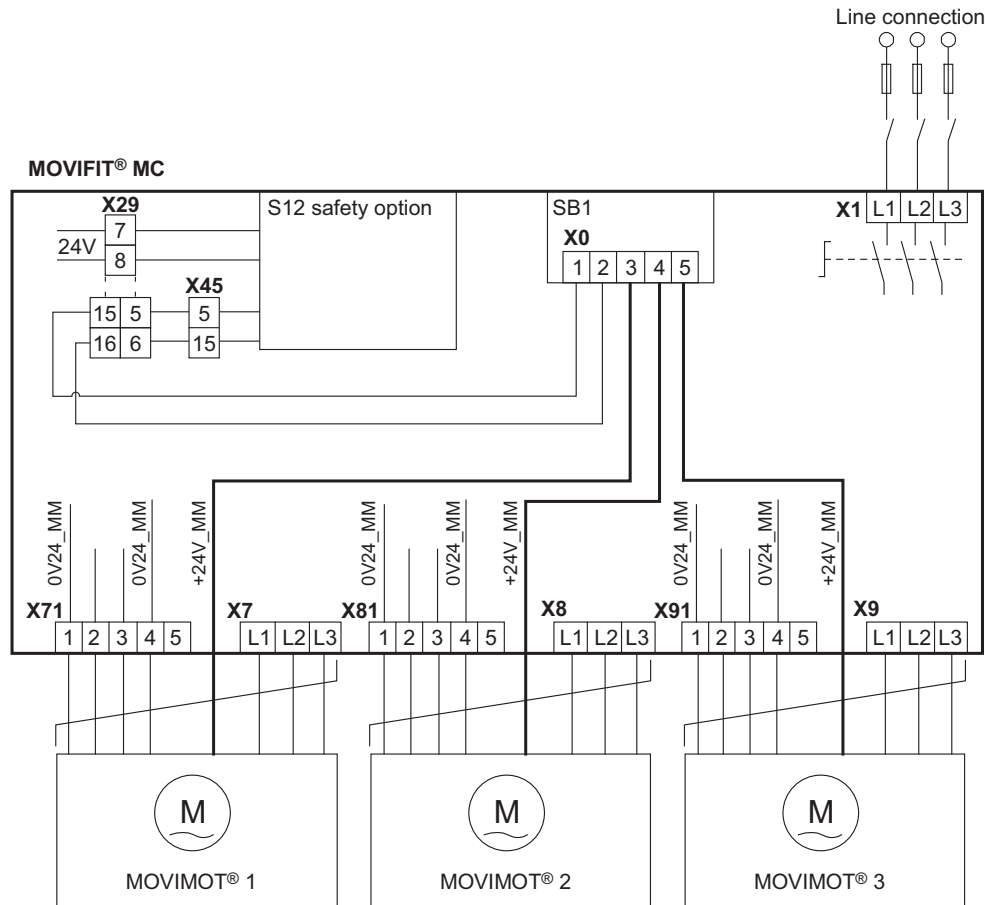 Line connection
MOVIFIT® MC
X29
S12 safety option
SB1
X1 L1 L2 L3
7
24V
8
X0
1 2 3 4 5
X45
15 5 5
16 6 15
0V24_MM 0V24_MM +24V_MM 0V24_MM 0V24_MM +24V_MM 0V24_MM 0V24_MM +24V_MM
X71 X7 X81 X8 X91 X9
1 2 3 4 5 L1 L2 L3 1 2 3 4 5 L1 L2 L3 1 2 3 4 5 L1 L2 L3
M M M
MOVIMOT® 1 MOVIMOT® 2 MOVIMOT® 3